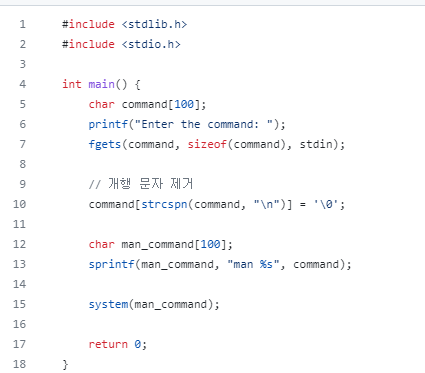 1 #include <stdlib.h>
2 #include <stdio.h>
3
4 int main() {
5 char command[100];
6 printf("Enter the command: ");
7 fgets(command, sizeof(command), stdin);
8
9 // 개행 문자 제거
10 command[strcspn(command, "\n")] = '\0';
11
12 char man_command[100];
13 sprintf(man_command, "man %s", command);
14
15 system(man_command);
16
17 return 0;
18 }